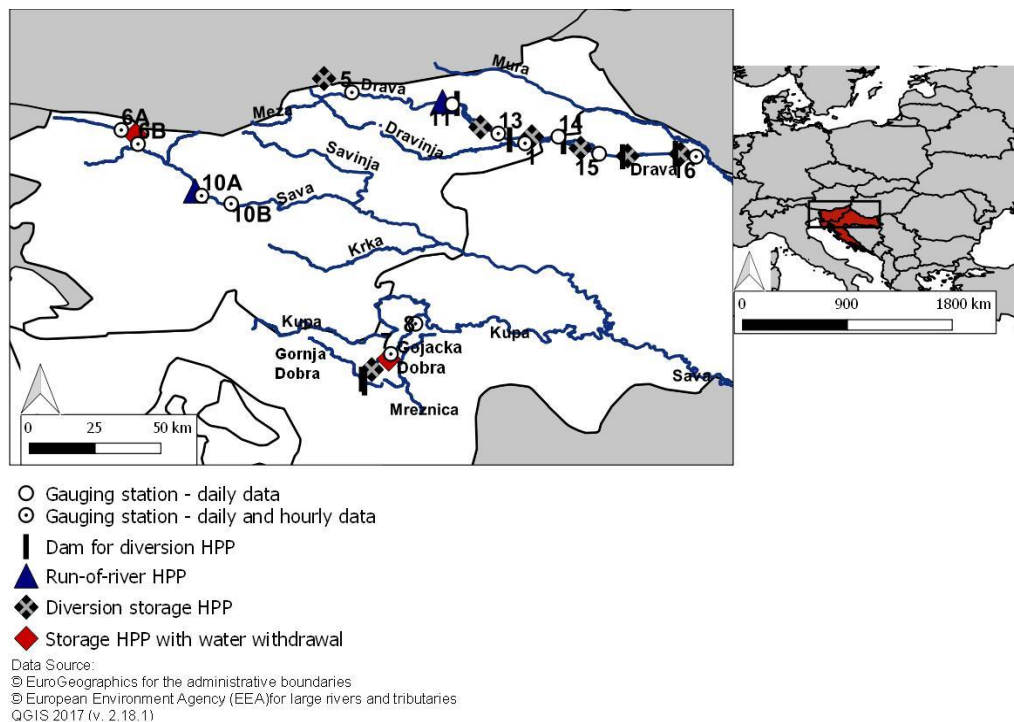 Mura
5
Drava
6A
6B
Meza
11
13
14
Dravinja
1
15
Drava
16
Savinja
10A
10B
Sava
Krka
Kupa
8
Kupa
7
Gojacka
Dobra
Gornja
Dobra
Mreznica
Sava
0 25 50 km
0 900 1800 km
Gauging station - daily data
Gauging station - daily and hourly data
Dam for diversion HPP
Run-of-river HPP
Diversion storage HPP
Storage HPP with water withdrawal
Data Source:
© EuroGeographics for the administrative boundaries
© European Environment Agency (EEA)for large rivers and tributaries
QGIS 2017 (v. 2.18.1)